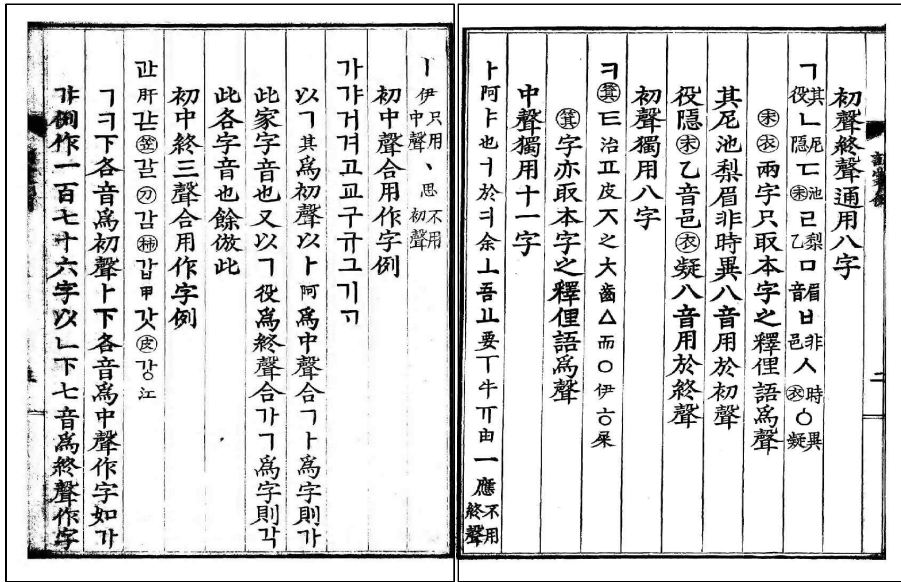 初聲終聲通用八字
ㄱ其役ㄴ尼隱ㄷ池末ㄹ梨乙ㅁ眉音ㅂ非邑ㅅ時衣ㆁ異凝
末衣兩字只取本字之釋俚語爲聲
其尼池梨眉非時異八音用於初聲
役隱末乙音邑衣凝八音用於終聲
初聲獨用八字
ㅋ箕ㅌ治ㅍ皮ㅈ之ㅊ齒ㅿ而ㅇ伊ㅎ屎
箕字亦取本字之釋俚語爲聲
中聲獨用十一字
ㅏ阿ㅑ也ㅓ於ㅕ余ㅗ吾ㅛ要ㅜ牛ㅠ由ㅡ應不用終聲
ㅣ伊只用中聲ㆍ思不用初聲
初中聲合用作字例
가갸거겨고교구규그기ᄀᆞ
以ㄱ其爲初聲以ㅏ阿爲中聲合ㄱㅏ爲字則가
此家字音也又以ㄱ役爲終聲合가ㄱ爲字則각
此各字音也餘倣此
初中終三聲合用作字例
간肝갇笠갈刀감柿갑甲갓皮강江
ㄱㅋ下各音爲初聲ㅏ下各音爲中聲作字如가
갸例作一百七十六字以ㄴ下七音爲終聲作字
二